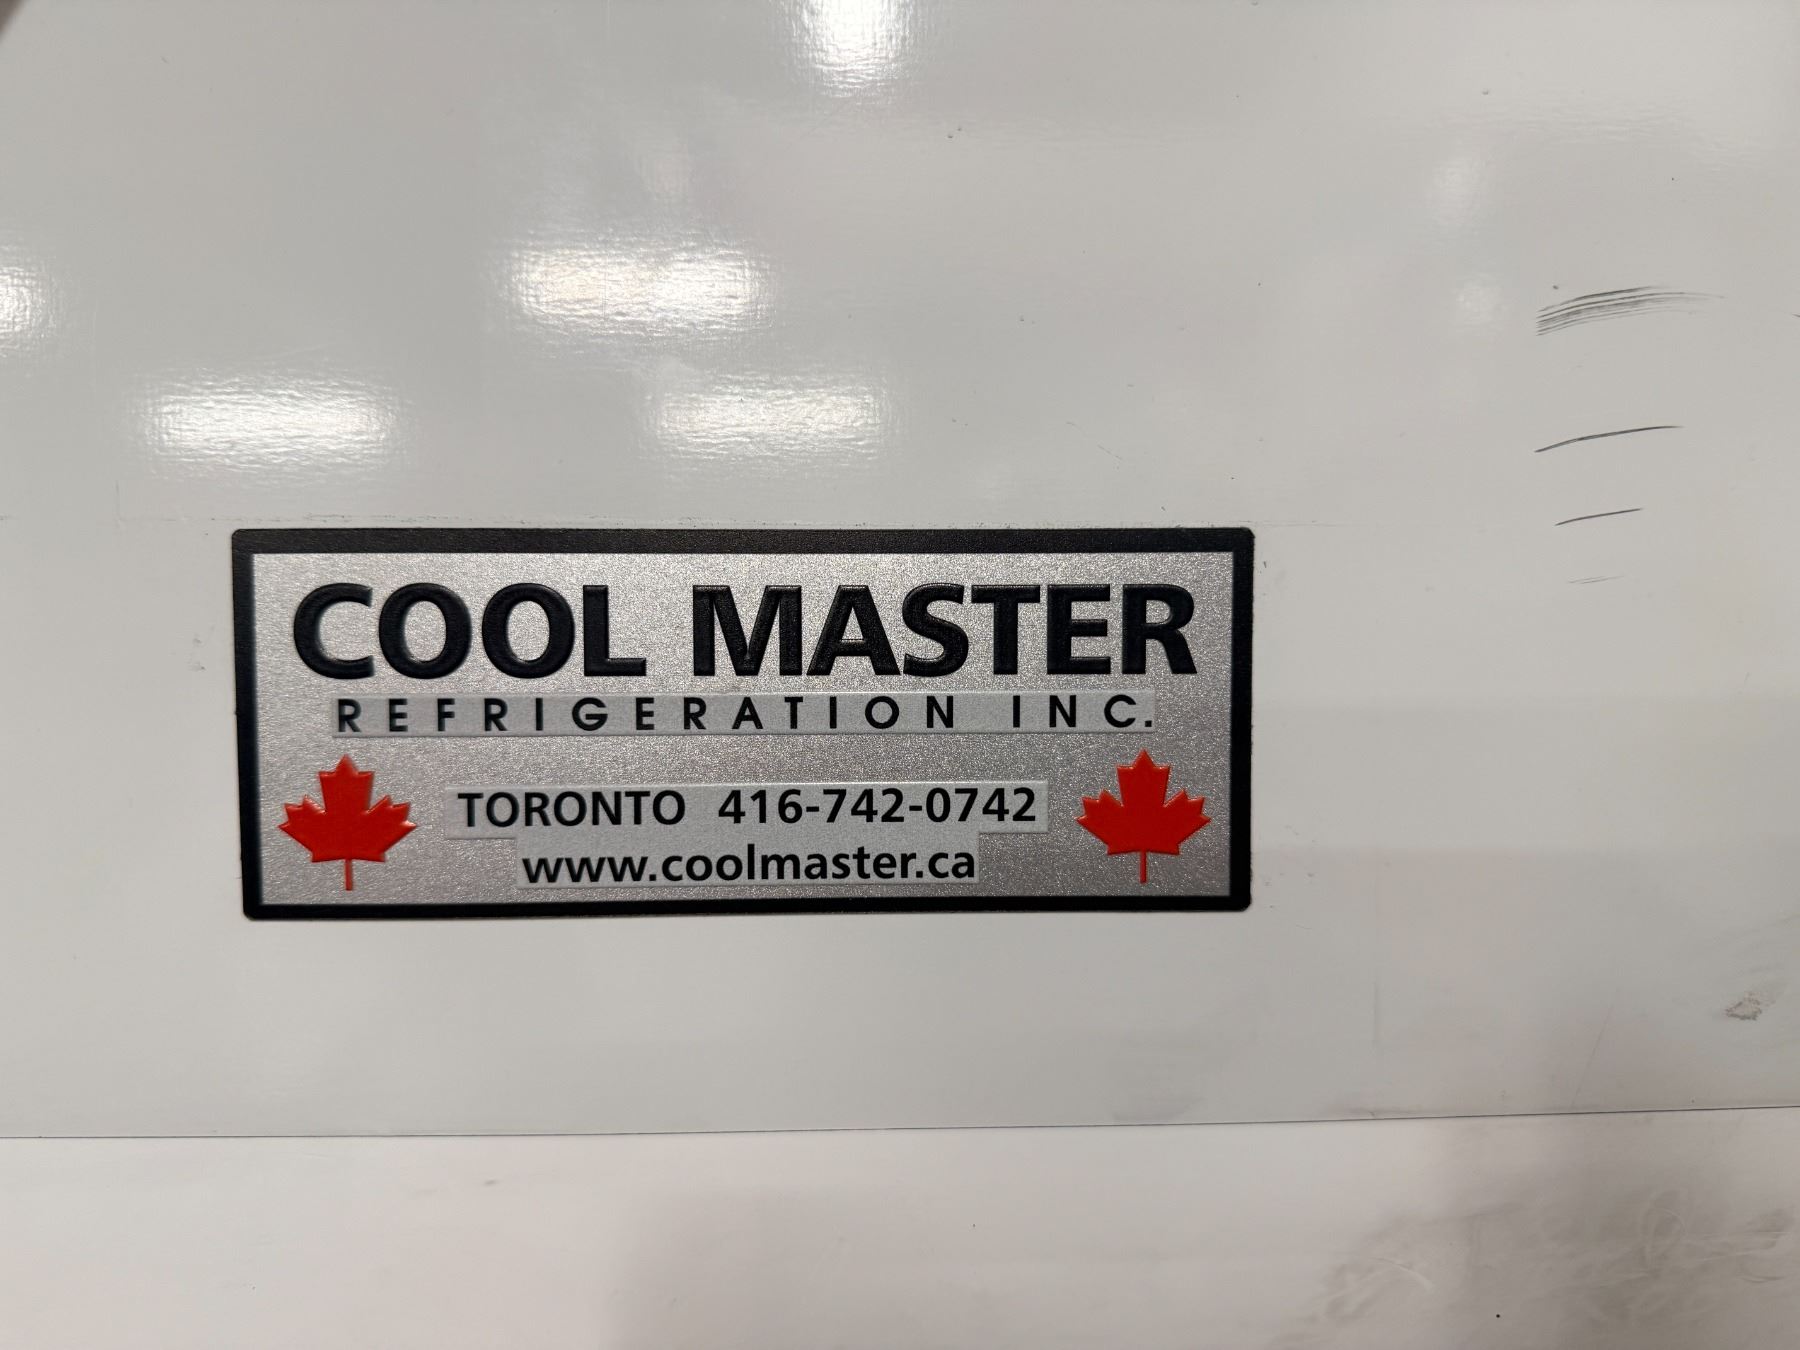 COOL MASTER
REFRIGERATION INC.
TORONTO 416-742-0742
www.coolmaster.ca